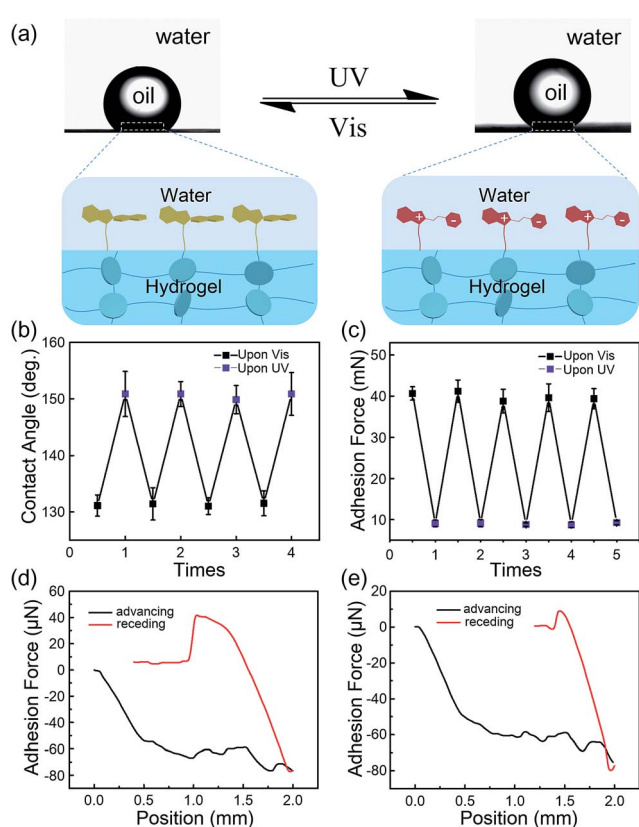 (a)
water
oil
UV
Vis
water
oil
Water
Hydrogel
Water
+ - + - + -
Hydrogel
(b)
Contact Angle (deg.)
160
150
140
130
Upon Vis
Upon UV
0 1 2 3 4
Times
(c)
Adhesion Force (mN)
50
40
30
20
10
Upon Vis
Upon UV
0 1 2 3 4 5
Times
(d)
Adhesion Force (μN)
60
40
20
0
-20
-40
-60
-80
advancing
receding
0.0 0.5 1.0 1.5 2.0
Position (mm)
(e)
Adhesion Force (μN)
20
0
-20
-40
-60
-80
advancing
receding
0.0 0.5 1.0 1.5 2.0
Position (mm)